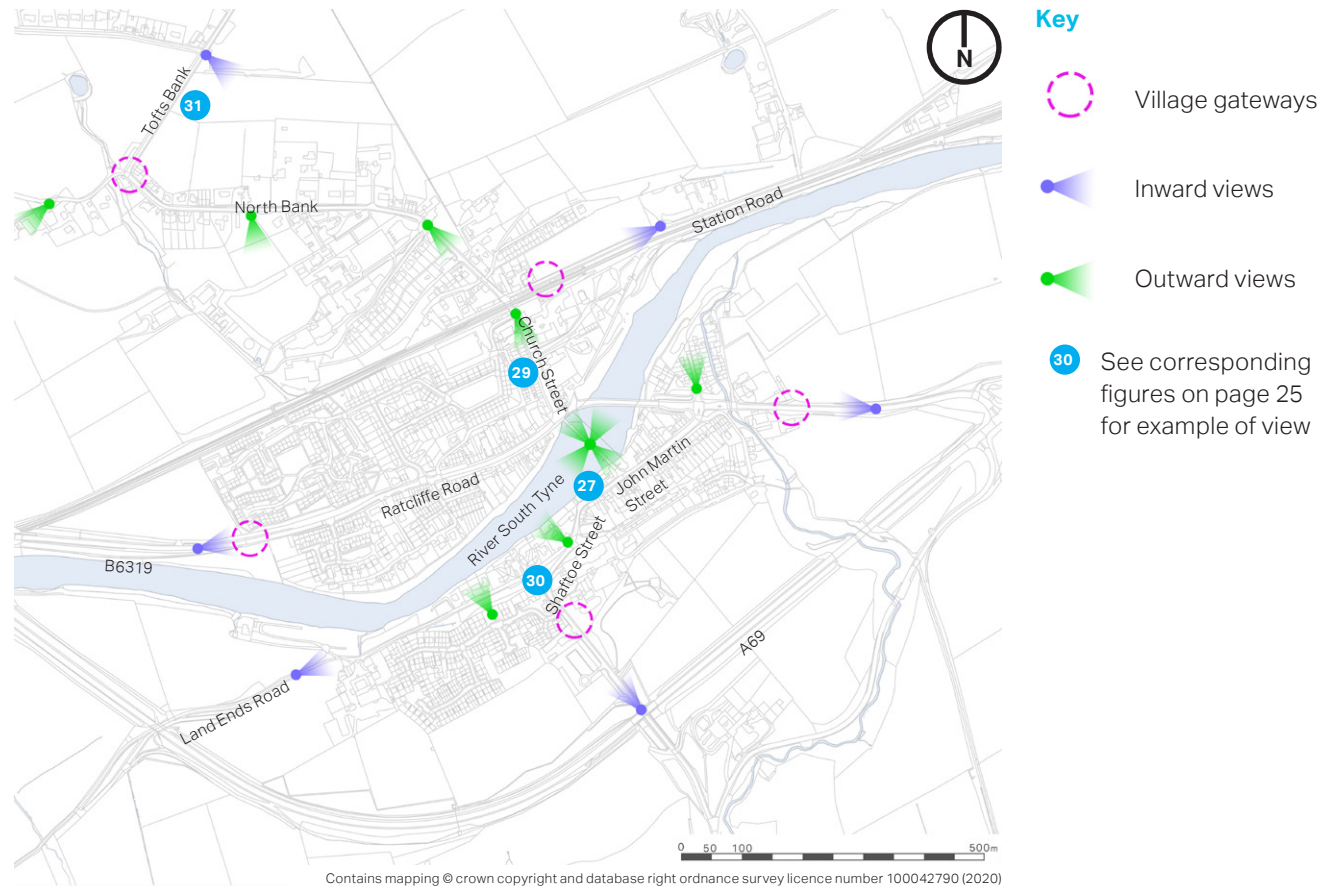 Key
N
Village gateways
Inward views
Outward views
30
See corresponding
figures on page 25
for example of view
Tofts Bank
31
North Bank
Station Road
Church Street
29
John Martin
Street
27
Ratcliffe Road
River South Tyne
Shaftoe Street
30
B6319
A69
Land Ends Road
0 50 100 500m
Contains mapping © crown copyright and database right ordnance survey licence number 100042790 (2020)